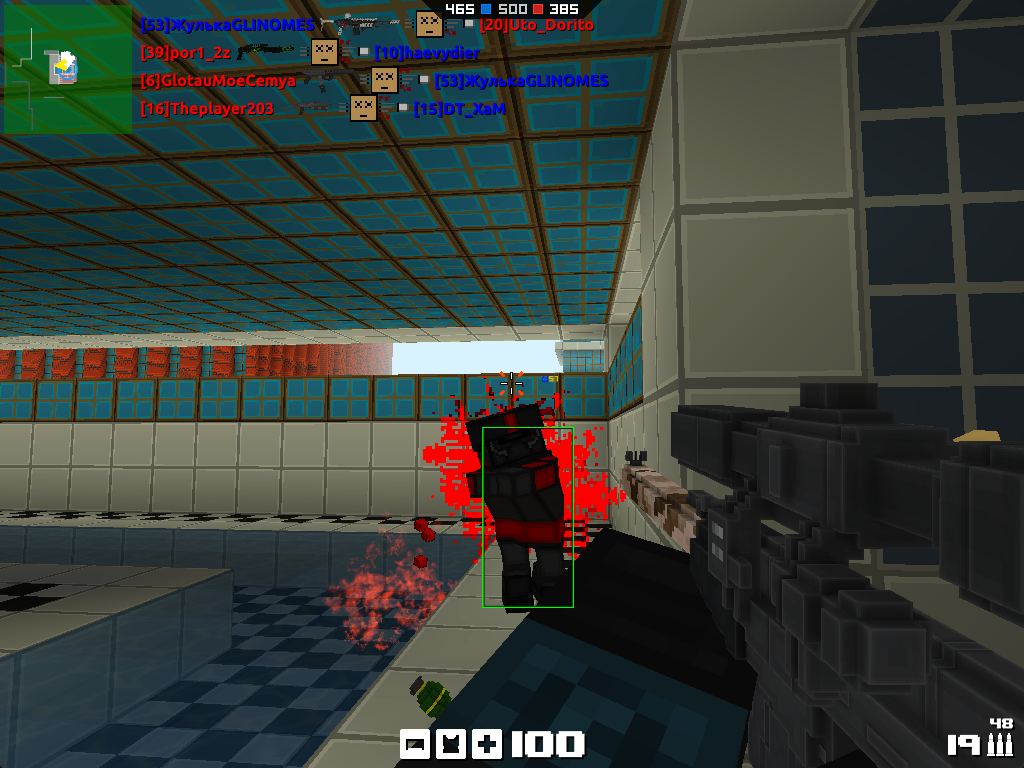 465 500 385
[53]ЖулькаGLINOMES [20]Uto_Dorito
[39]por1_2z [10]haevydier
[6]GlotauMoeCemya [53]ЖулькаGLINOMES
[16]Theplayer203 [15]DT_XaM
57
100
48
19